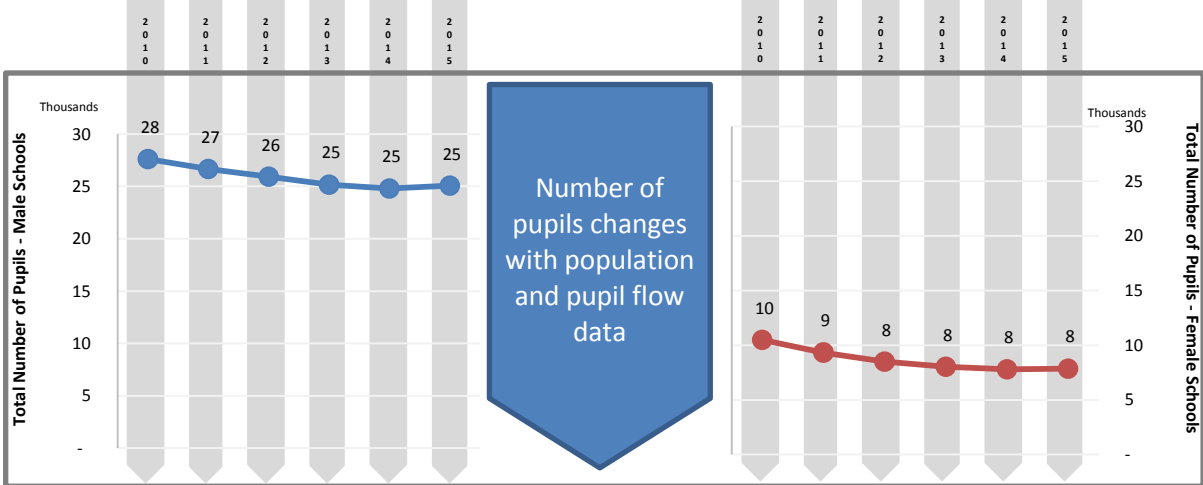 2010 2011 2012 2013 2014 2015
2010 2011 2012 2013 2014 2015
Total Number of Pupils - Male Schools
Thousands
30
25
20
15
10
5
-
28 27 26 25 25 25
Number of
pupils changes
with population
and pupil flow
data
Thousands
30
25
20
15
10
5
-
10 9 8 8 8 8
Total Number of Pupils - Female Schools